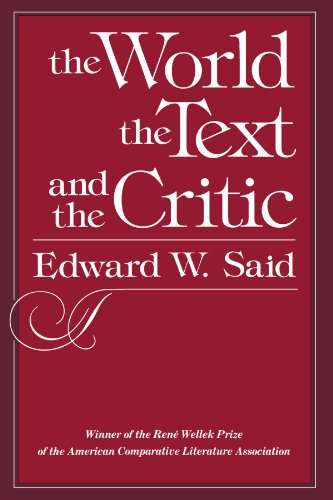 the World
the Text
and
the Critic
Edward W. Said
Winner of the René Wellek Prize
of the American Comparative Literature Association